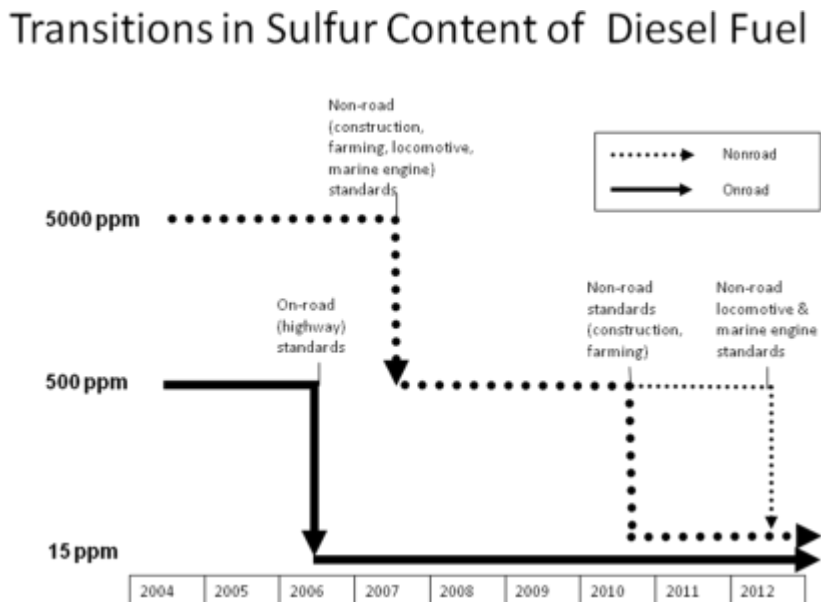 Transitions in Sulfur Content of Diesel Fuel
Non-road
(construction,
farming, locomotive,
marine engine)
standards
Nonroad
Onroad
5000 ppm
On-road
(highway)
standards
Non-road
standards
(construction,
farming)
Non-road
locomotive &
marine engine
standards
500 ppm
15 ppm
2004 2005 2006 2007 2008 2009 2010 2011 2012